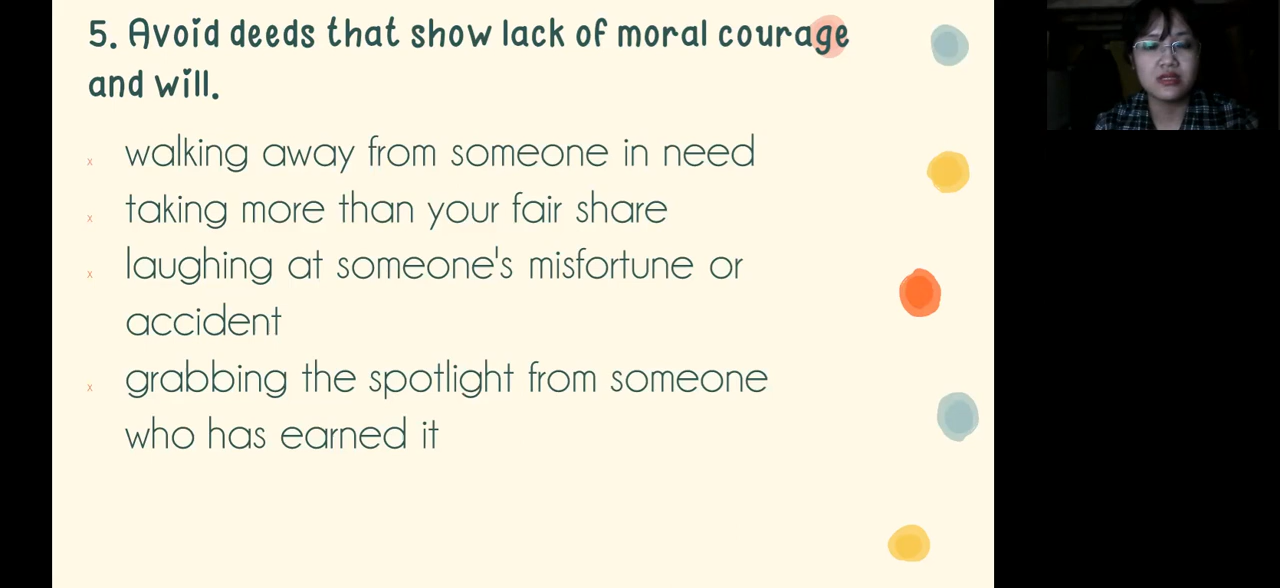 5. Avoid deeds that show lack of moral courage
and will.
x walking away from someone in need
x taking more than your fair share
x laughing at someone's misfortune or
accident
x grabbing the spotlight from someone
who has earned it